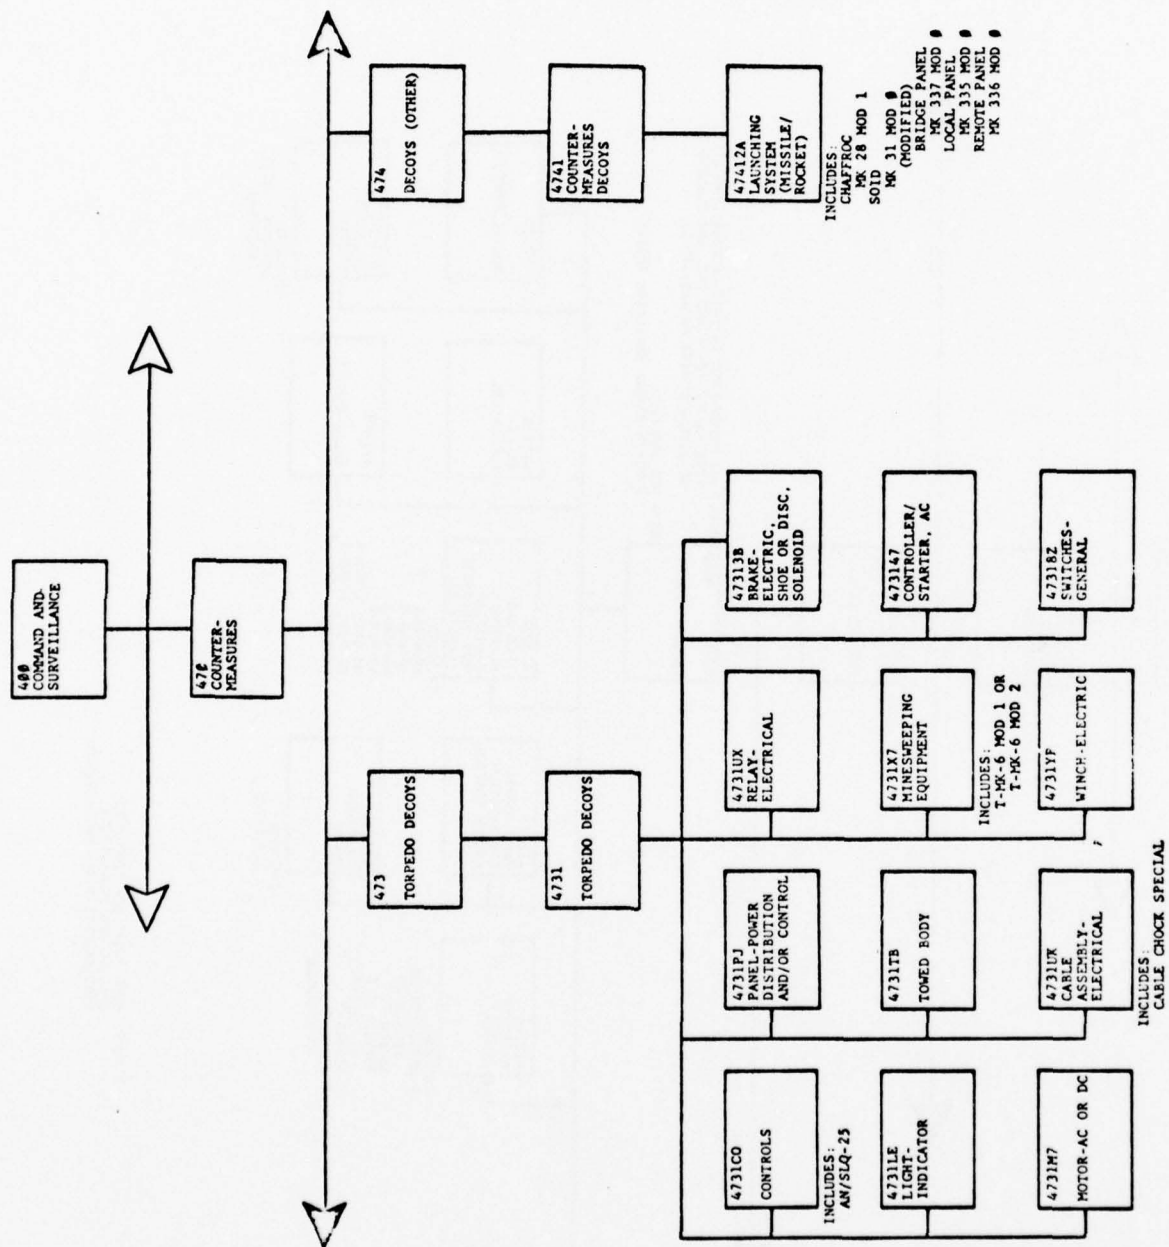 400
COMMAND AND-
SURVEILLANCE
470
COUNTER-
MEASURES
473
TORPEDO DECOYS
474
DECOYS (OTHER)
4731
TORPEDO DECOYS
4741
COUNTER-
MEASURES
DECOYS
4731CO
CONTROLS
INCLUDES:
AN/SLQ-25
4731PJ
PANEL-POWER
DISTRIBUTION
AND/OR CONTROL
4731UX
RELAY-
ELECTRICAL
47313B
BRAKE-
ELECTRIC,
SHOE OR DISC,
SOLENOID
47412A
LAUNCHING
SYSTEM
(MISSILE/
ROCKET)
INCLUDES:
CHAFFROC
MK 28 MOD 1
SOID
MK 31 MOD 0
(MODIFIED)
BRIDGE PANEL
MK 337 MOD 0
LOCAL PANEL
MK 335 MOD 0
REMOTE PANEL
MK 336 MOD 0
4731LE
LIGHT-
INDICATOR
4731TB
TOWED BODY
4731X7
MINESWEEPING
EQUIPMENT
INCLUDES:
T-MK-6 MOD 1 OR
T-MK-6 MOD 2
473147
CONTROLLER/
STARTER, AC
4731M7
MOTOR-AC OR DC
4731UX
CABLE
ASSEMBLY-
ELECTRICAL
INCLUDES:
CABLE CHOCK SPECIAL
4731YF
WINCH-ELECTRIC
47318Z
SWITCHES-
GENERAL